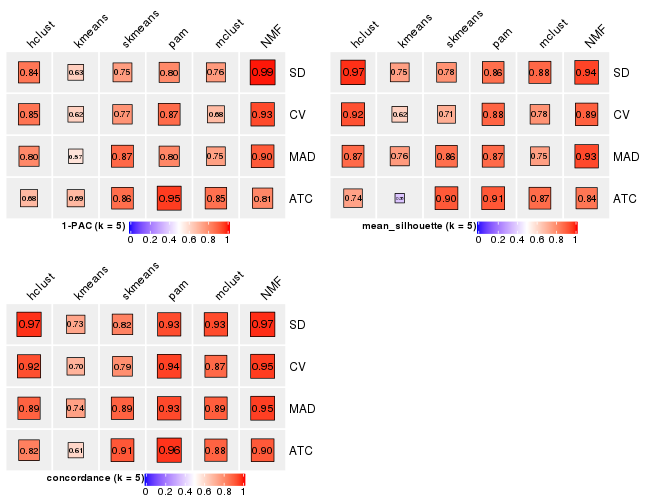 hclust kmeans skmeans pam mclust NMF
0.84 0.63 0.75 0.80 0.76 0.99 SD
0.85 0.62 0.77 0.87 0.68 0.93 CV
0.80 0.57 0.87 0.80 0.75 0.90 MAD
0.68 0.69 0.86 0.95 0.85 0.81 ATC
1-PAC (k = 5)
0 0.2 0.4 0.6 0.8 1
hclust kmeans skmeans pam mclust NMF
0.97 0.75 0.78 0.86 0.88 0.94 SD
0.92 0.62 0.71 0.88 0.78 0.89 CV
0.87 0.76 0.86 0.87 0.75 0.93 MAD
0.74 0.90 0.91 0.87 0.84 ATC
mean_silhouette (k = 5)
0 0.2 0.4 0.6 0.8 1
hclust kmeans skmeans pam mclust NMF
0.97 0.73 0.82 0.93 0.93 0.97 SD
0.92 0.70 0.79 0.94 0.87 0.95 CV
0.89 0.74 0.89 0.93 0.89 0.95 MAD
0.82 0.61 0.91 0.96 0.88 0.90 ATC
concordance (k = 5)
0 0.2 0.4 0.6 0.8 1